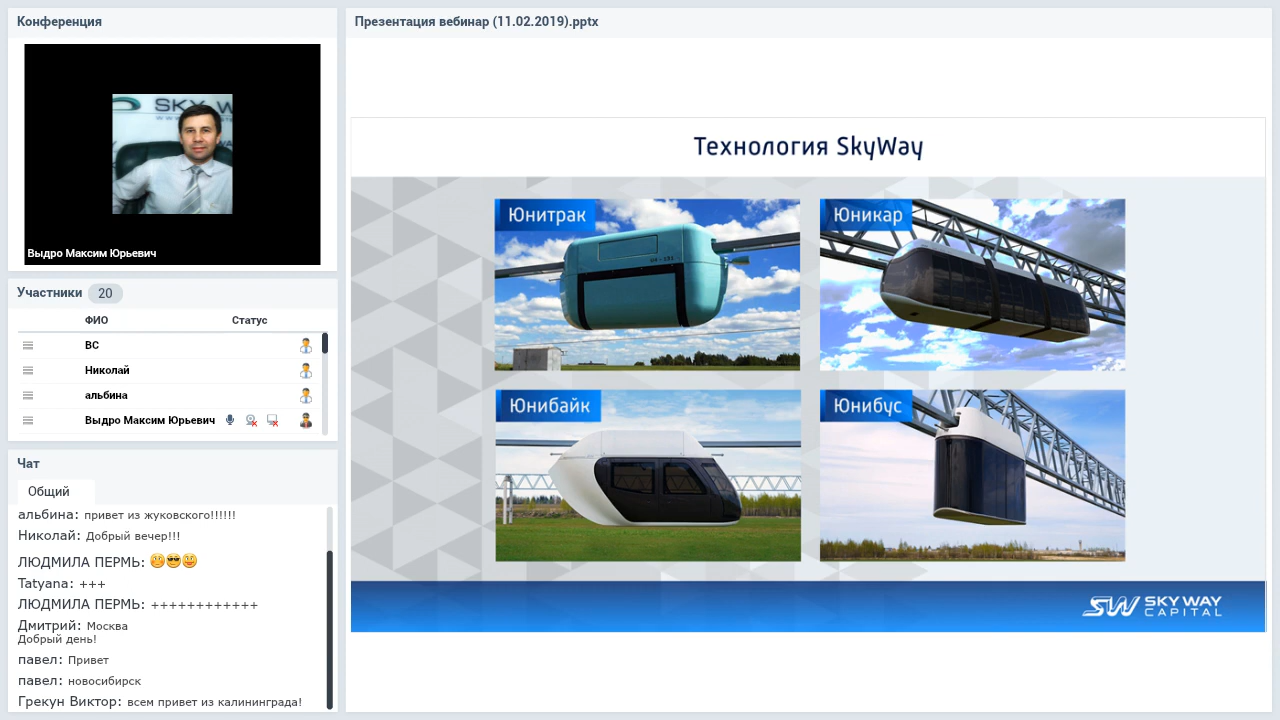 Конференция
SKY W
Выдро Максим Юрьевич
Участники 20
ФИО Статус
ВС
Николай
альбина
Выдро Максим Юрьевич
Чат
Общий
альбина: привет из жуковского!!!!!!
Николай: Добрый вечер!!!
ЛЮДМИЛА ПЕРМЬ:
Tatyana: +++
ЛЮДМИЛА ПЕРМЬ: ++++++++++++
Дмитрий: Москва
Добрый день!
павел: Привет
павел: новосибирск
Грекун Виктор: всем привет из калининграда!
Презентация вебинар (11.02.2019).pptx
Технология SkyWay
Юнитрак
Юникар
Юнибайк
Юнибус
SW SKY WAY
CAPITAL